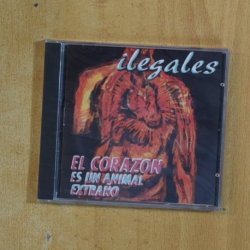 ilegales
EL CORAZON
ES UN ANIMAL
EXTRAÑO